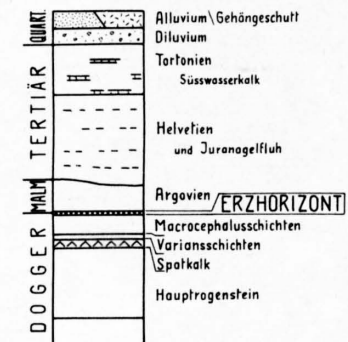 QUART.
Alluvium\Gehängeschutt
Diluvium
TERTIÄR
Tortonien
Süsswasserkalk
Helvetien
und Juranagelfluh
MALM
Argovien
ERZHORIZONT
DOGGER
Macrocephalusschichten
Variansschichten
Spatkalk
Hauptrogenstein